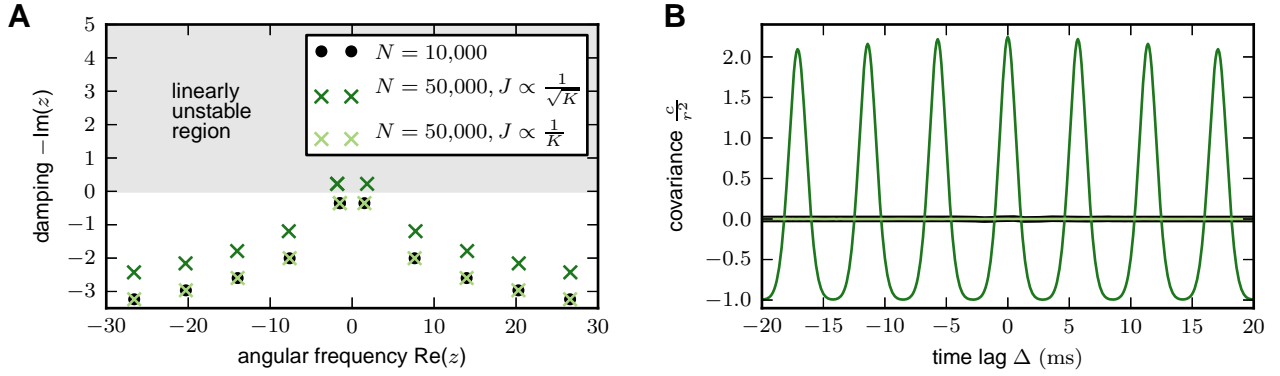 A
5
4
3
2
1
0
−1
−2
−3
damping −Im(z)
linearly
unstable
region
N = 10,000
N = 50,000, J ∝ 1/√K
N = 50,000, J ∝ 1/K
−30 −20 −10 0 10 20 30
angular frequency Re(z)
B
2.0
1.5
1.0
0.5
0.0
−0.5
−1.0
covariance c/r²
−20 −15 −10 −5 0 5 10 15 20
time lag Δ (ms)